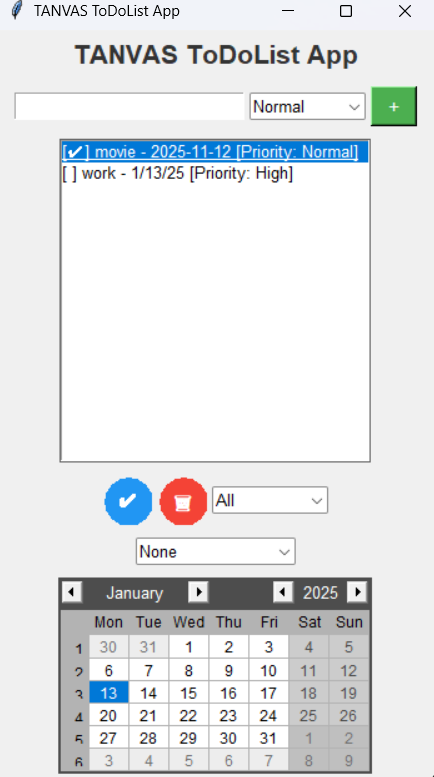 TANVAS ToDoList App
TANVAS ToDoList App
Normal +
[✔] movie - 2025-11-12 [Priority: Normal]
[ ] work - 1/13/25 [Priority: High]
✔ All
None
January 2025
Mon Tue Wed Thu Fri Sat Sun
1 30 31 1 2 3 4 5
2 6 7 8 9 10 11 12
3 13 14 15 16 17 18 19
4 20 21 22 23 24 25 26
5 27 28 29 30 31 1 2
6 3 4 5 6 7 8 9